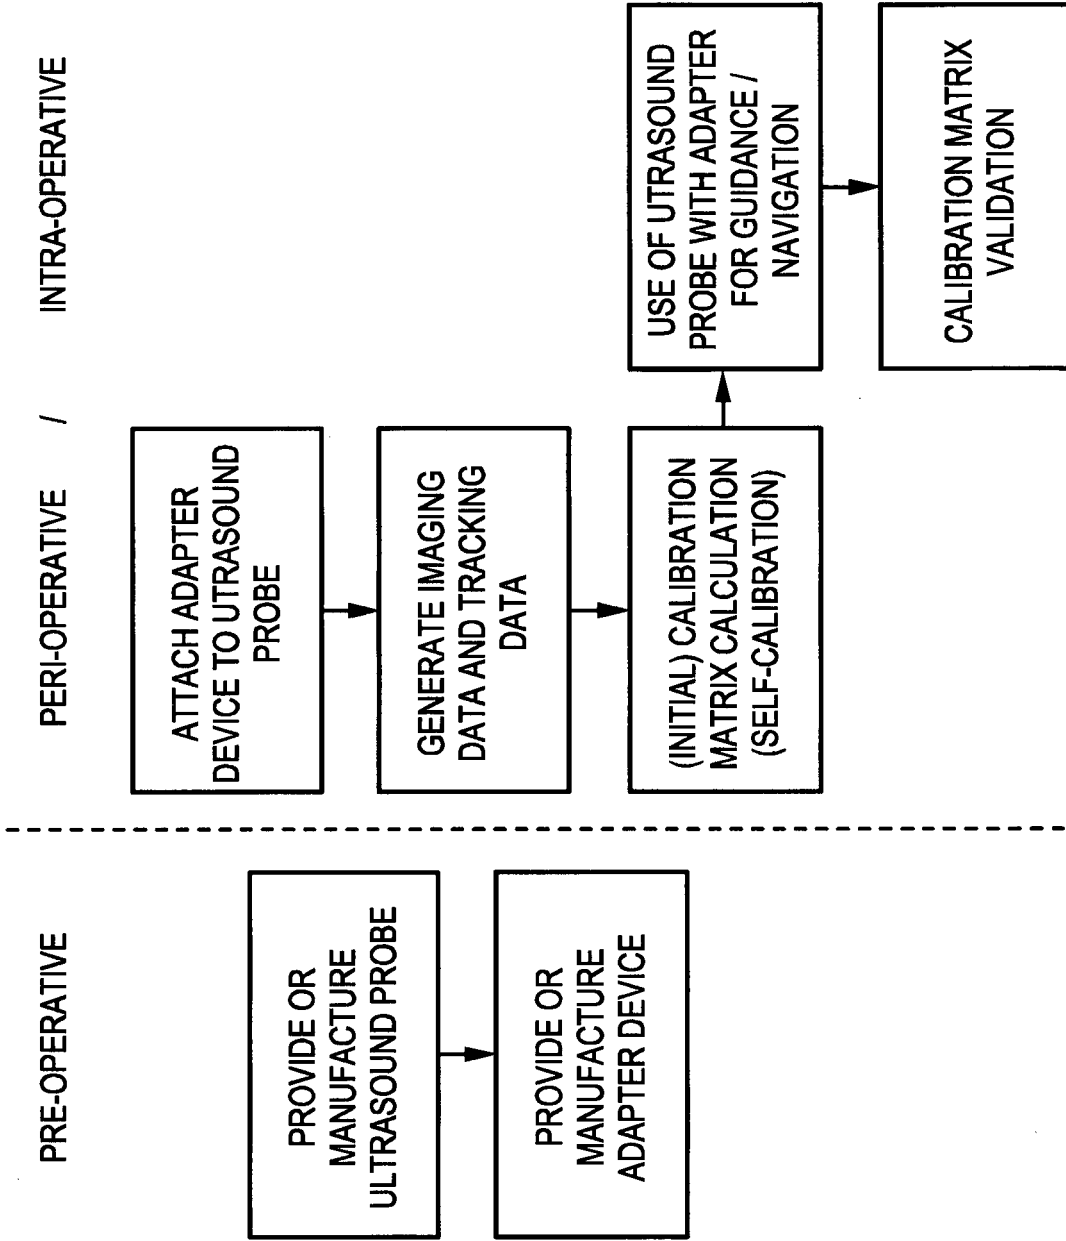 PRE-OPERATIVE
PERI-OPERATIVE / INTRA-OPERATIVE
PROVIDE OR
MANUFACTURE
ULTRASOUND PROBE
PROVIDE OR
MANUFACTURE
ADAPTER DEVICE
ATTACH ADAPTER
DEVICE TO UTRASOUND
PROBE
GENERATE IMAGING
DATA AND TRACKING
DATA
(INITIAL) CALIBRATION
MATRIX CALCULATION
(SELF-CALIBRATION)
USE OF UTRASOUND
PROBE WITH ADAPTER
FOR GUIDANCE /
NAVIGATION
CALIBRATION MATRIX
VALIDATION